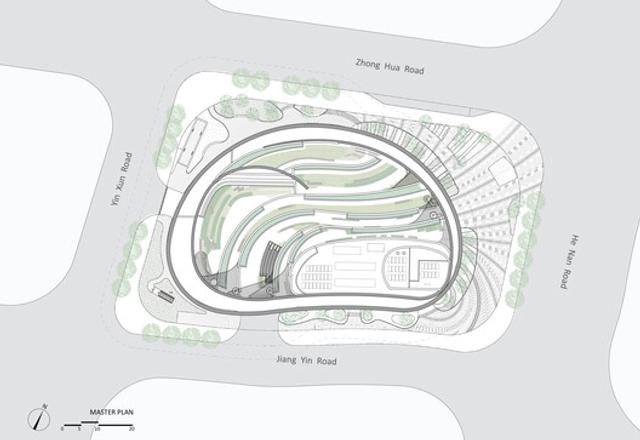 Zhong Hua Road
Yin Xun Road
He Nan Road
Jiang Yin Road
N
MASTER PLAN
0 5 10 20